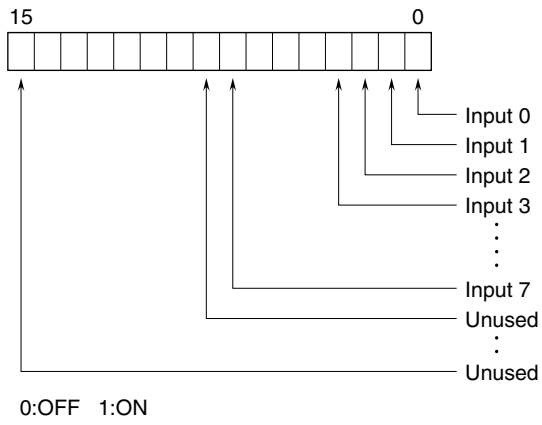 15 0
Input 0
Input 1
Input 2
Input 3
Input 7
Unused
Unused
0:OFF 1:ON